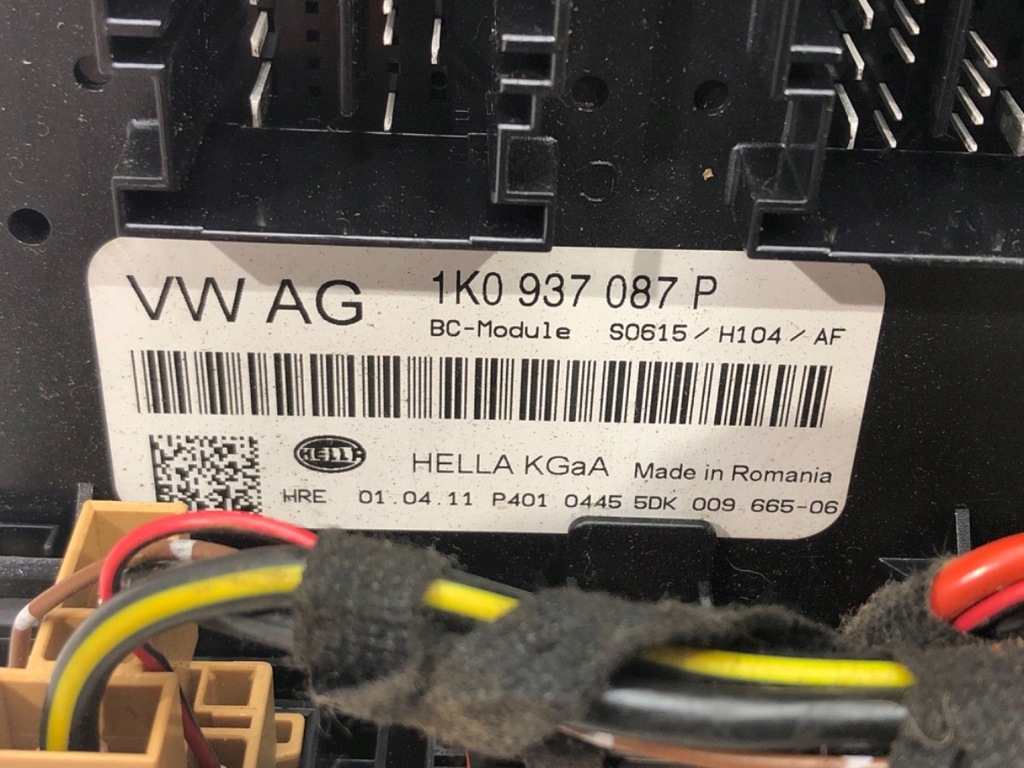 VW AG 1K0 937 087 P
BC-Module S0615 / H104 / AF
HELLA HELLA KGaA Made in Romania
HRE 01.04.11 P401 0445 5DK 009 665-06